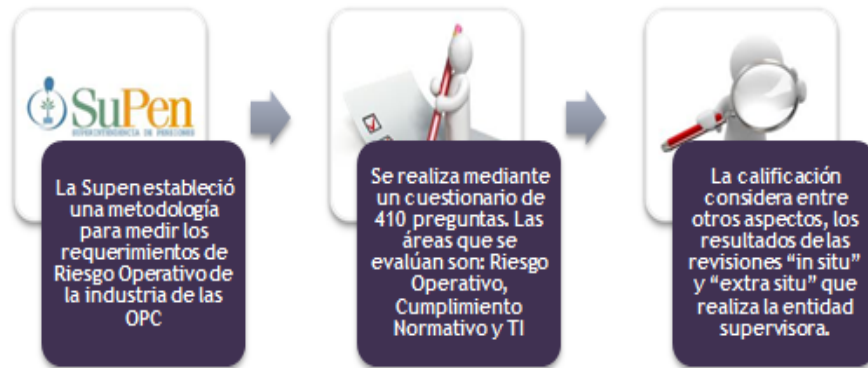 SuPen
SUPERINTENDENCIA DE PENSIONES
La Supen estableció
una metodología
para medir los
requerimientos de
Riesgo Operativo de
la industria de las
OPC
Se realiza mediante
un cuestionario de
410 preguntas. Las
áreas que se
evalúan son: Riesgo
Operativo,
Cumplimiento
Normativo y TI
La calificación
considera entre
otros aspectos, los
resultados de las
revisiones “in situ”
y “extra situ” que
realiza la entidad
supervisora.